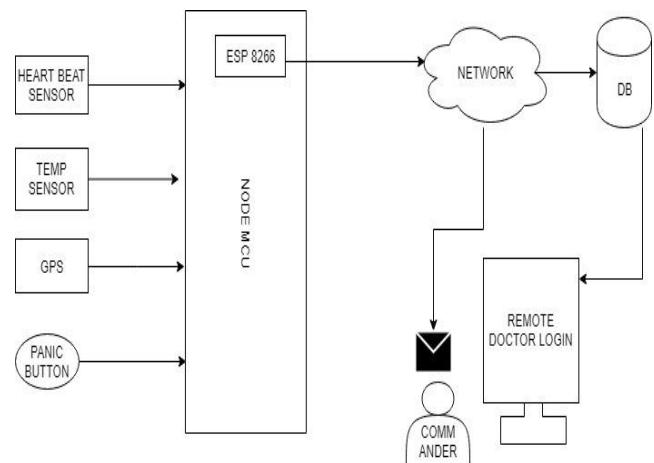 HEART BEAT
SENSOR
TEMP
SENSOR
GPS
PANIC
BUTTON
ESP 8266
NODE MCU
NETWORK
DB
REMOTE
DOCTOR LOGIN
COMM
ANDER